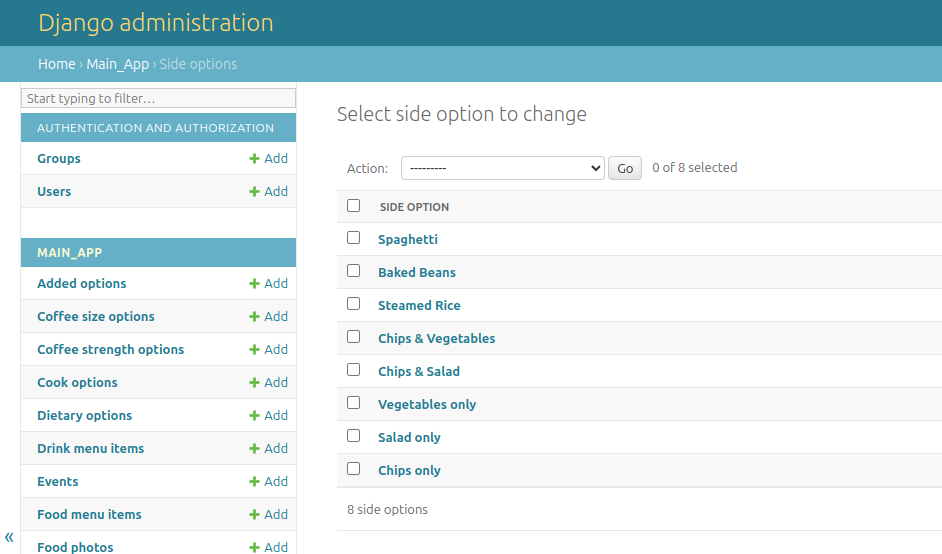 Django administration
Home › Main_App › Side options
Start typing to filter…
AUTHENTICATION AND AUTHORIZATION
Groups + Add
Users + Add
MAIN_APP
Added options + Add
Coffee size options + Add
Coffee strength options + Add
Cook options + Add
Dietary options + Add
Drink menu items + Add
Events + Add
Food menu items + Add
Food photos + Add
«
Select side option to change
Action: --------- Go 0 of 8 selected
SIDE OPTION
Spaghetti
Baked Beans
Steamed Rice
Chips & Vegetables
Chips & Salad
Vegetables only
Salad only
Chips only
8 side options